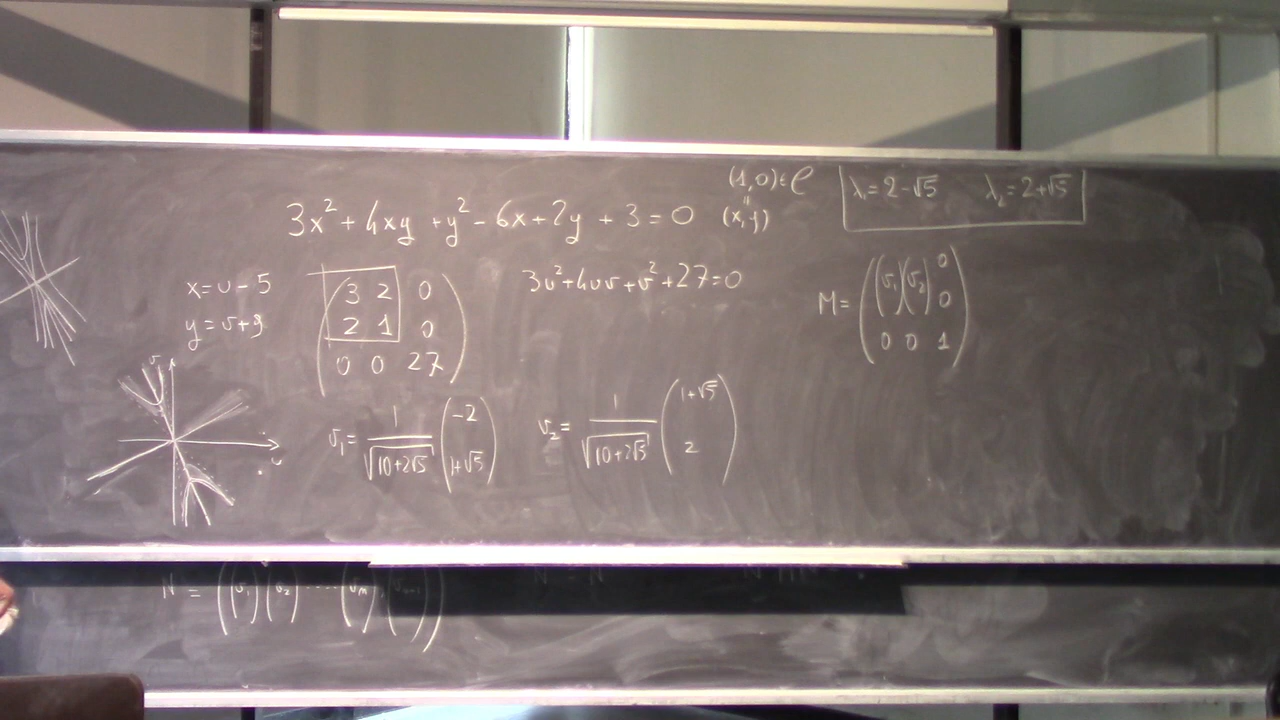 (1,0)∈C
(x,y)
λ₁=2-√5 λ₂=2+√5
3x²+4xy+y²-6x+2y+3=0
x=u-5
y=v+9
(3 2 0
2 1 0
0 0 27)
3u²+4uv+v²+27=0
M= ((v₁)(v₂) 0
0
0 0 1)
v
u
v₁= 1/√(10+2√5) (-2
1+√5)
v₂= 1/√(10+2√5) (1+√5
2)
N = ((v₁)(v₂).....(vₘ)